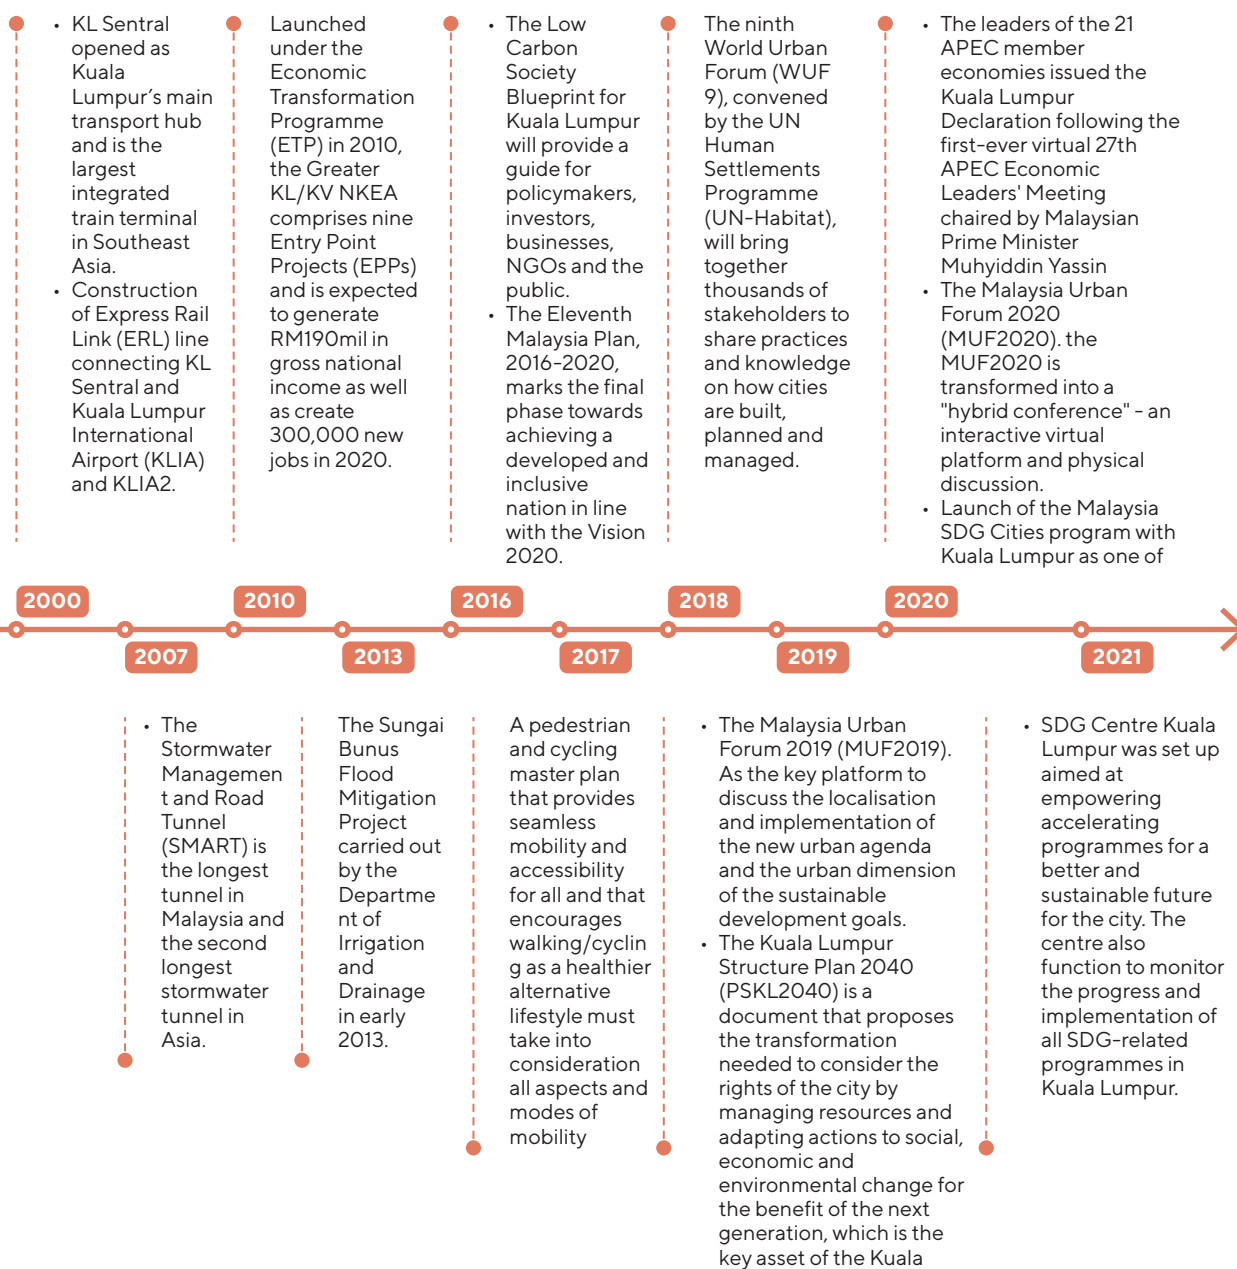 KL Sentral
opened as
Kuala
Lumpur’s main
transport hub
and is the
largest
integrated
train terminal
in Southeast
Asia.
Construction
of Express Rail
Link (ERL) line
connecting KL
Sentral and
Kuala Lumpur
International
Airport (KLIA)
and KLIA2.
Launched
under the
Economic
Transformation
Programme
(ETP) in 2010,
the Greater
KL/KV NKEA
comprises nine
Entry Point
Projects (EPPs)
and is expected
to generate
RM190mil in
gross national
income as well
as create
300,000 new
jobs in 2020.
The Low
Carbon
Society
Blueprint for
Kuala Lumpur
will provide a
guide for
policymakers,
investors,
businesses,
NGOs and the
public.
The Eleventh
Malaysia Plan,
2016-2020,
marks the final
phase towards
achieving a
developed and
inclusive
nation in line
with the Vision
2020.
The ninth
World Urban
Forum (WUF
9), convened
by the UN
Human
Settlements
Programme
(UN-Habitat),
will bring
together
thousands of
stakeholders to
share practices
and knowledge
on how cities
are built,
planned and
managed.
The leaders of the 21
APEC member
economies issued the
Kuala Lumpur
Declaration following the
first-ever virtual 27th
APEC Economic
Leaders' Meeting
chaired by Malaysian
Prime Minister
Muhyiddin Yassin
The Malaysia Urban
Forum 2020
(MUF2020). the
MUF2020 is
transformed into a
"hybrid conference" - an
interactive virtual
platform and physical
discussion.
Launch of the Malaysia
SDG Cities program with
Kuala Lumpur as one of
2000
2010
2016
2018
2020
2007
2013
2017
2019
2021
The
Stormwater
Managemen
t and Road
Tunnel
(SMART) is
the longest
tunnel in
Malaysia and
the second
longest
stormwater
tunnel in
Asia.
The Sungai
Bunus
Flood
Mitigation
Project
carried out
by the
Departme
nt of
Irrigation
and
Drainage
in early
2013.
A pedestrian
and cycling
master plan
that provides
seamless
mobility and
accessibility
for all and that
encourages
walking/cyclin
g as a healthier
alternative
lifestyle must
take into
consideration
all aspects and
modes of
mobility
The Malaysia Urban
Forum 2019 (MUF2019).
As the key platform to
discuss the localisation
and implementation of
the new urban agenda
and the urban dimension
of the sustainable
development goals.
The Kuala Lumpur
Structure Plan 2040
(PSKL2040) is a
document that proposes
the transformation
needed to consider the
rights of the city by
managing resources and
adapting actions to social,
economic and
environmental change for
the benefit of the next
generation, which is the
key asset of the Kuala
SDG Centre Kuala
Lumpur was set up
aimed at
empowering
accelerating
programmes for a
better and
sustainable future
for the city. The
centre also
function to monitor
the progress and
implementation of
all SDG-related
programmes in
Kuala Lumpur.